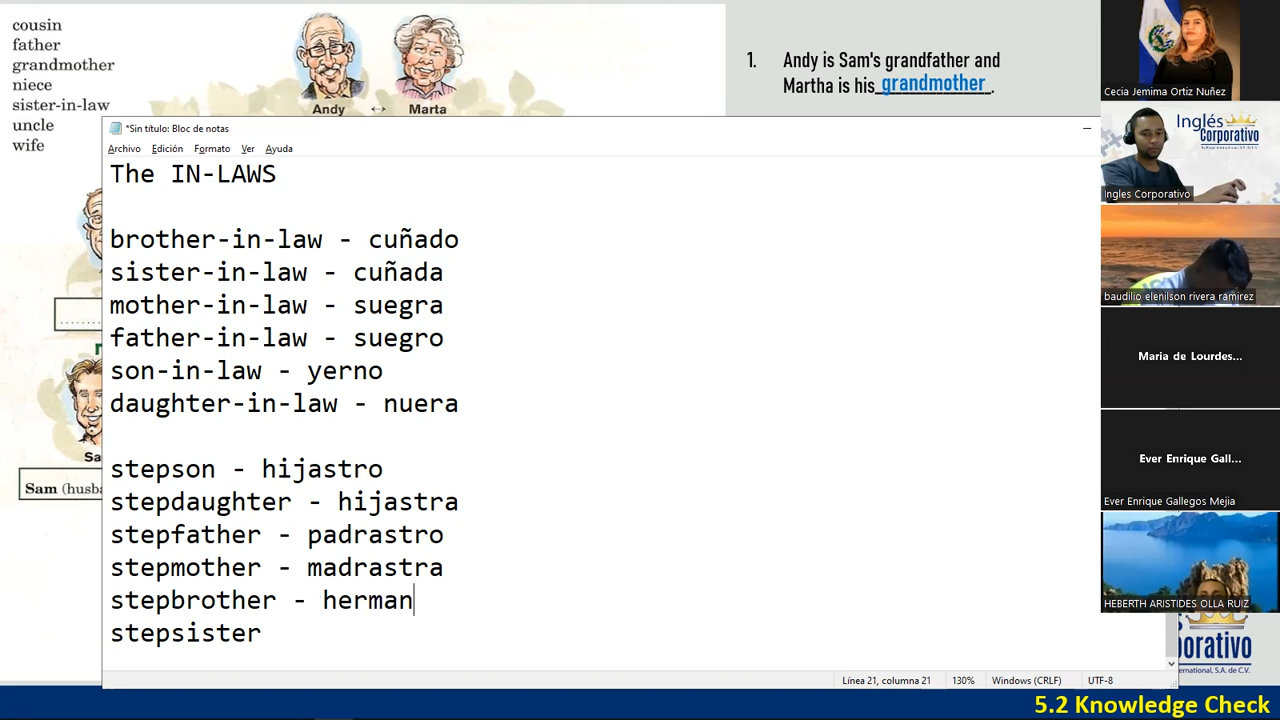 cousin
father
grandmother
niece
sister-in-law
uncle
wife
Andy ↔ Marta
1. Andy is Sam's grandfather and
Martha is his grandmother.
*Sin título: Bloc de notas
Archivo Edición Formato Ver Ayuda
The IN-LAWS
brother-in-law - cuñado
sister-in-law - cuñada
mother-in-law - suegra
father-in-law - suegro
son-in-law - yerno
daughter-in-law - nuera
stepson - hijastro
stepdaughter - hijastra
stepfather - padrastro
stepmother - madrastra
stepbrother - herman
stepsister
Línea 21, columna 21 130% Windows (CRLF) UTF-8
Sa
Sam (husba
5.2 Knowledge Check
Cecia Jemima Ortiz Nuñez
Inglés
Corporativo
Ingles Corporativo
baudilio elenilson rivera ramirez
Maria de Lourdes...
Ever Enrique Gall...
Ever Enrique Gallegos Mejia
HEBERTH ARISTIDES OLLA RUIZ
orativo
ternational, S.A. de C.V.